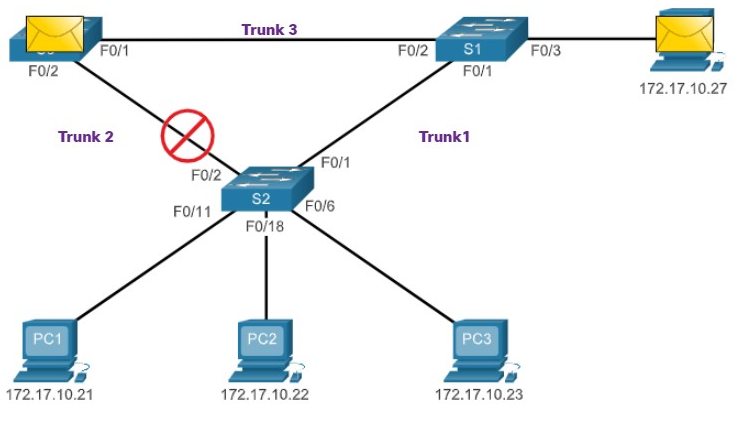 Trunk 3
F0/1
F0/2
S1
F0/3
F0/2
F0/1
172.17.10.27
Trunk 2
Trunk1
F0/1
F0/2
S2
F0/11
F0/6
F0/18
PC1
PC2
PC3
172.17.10.21
172.17.10.22
172.17.10.23